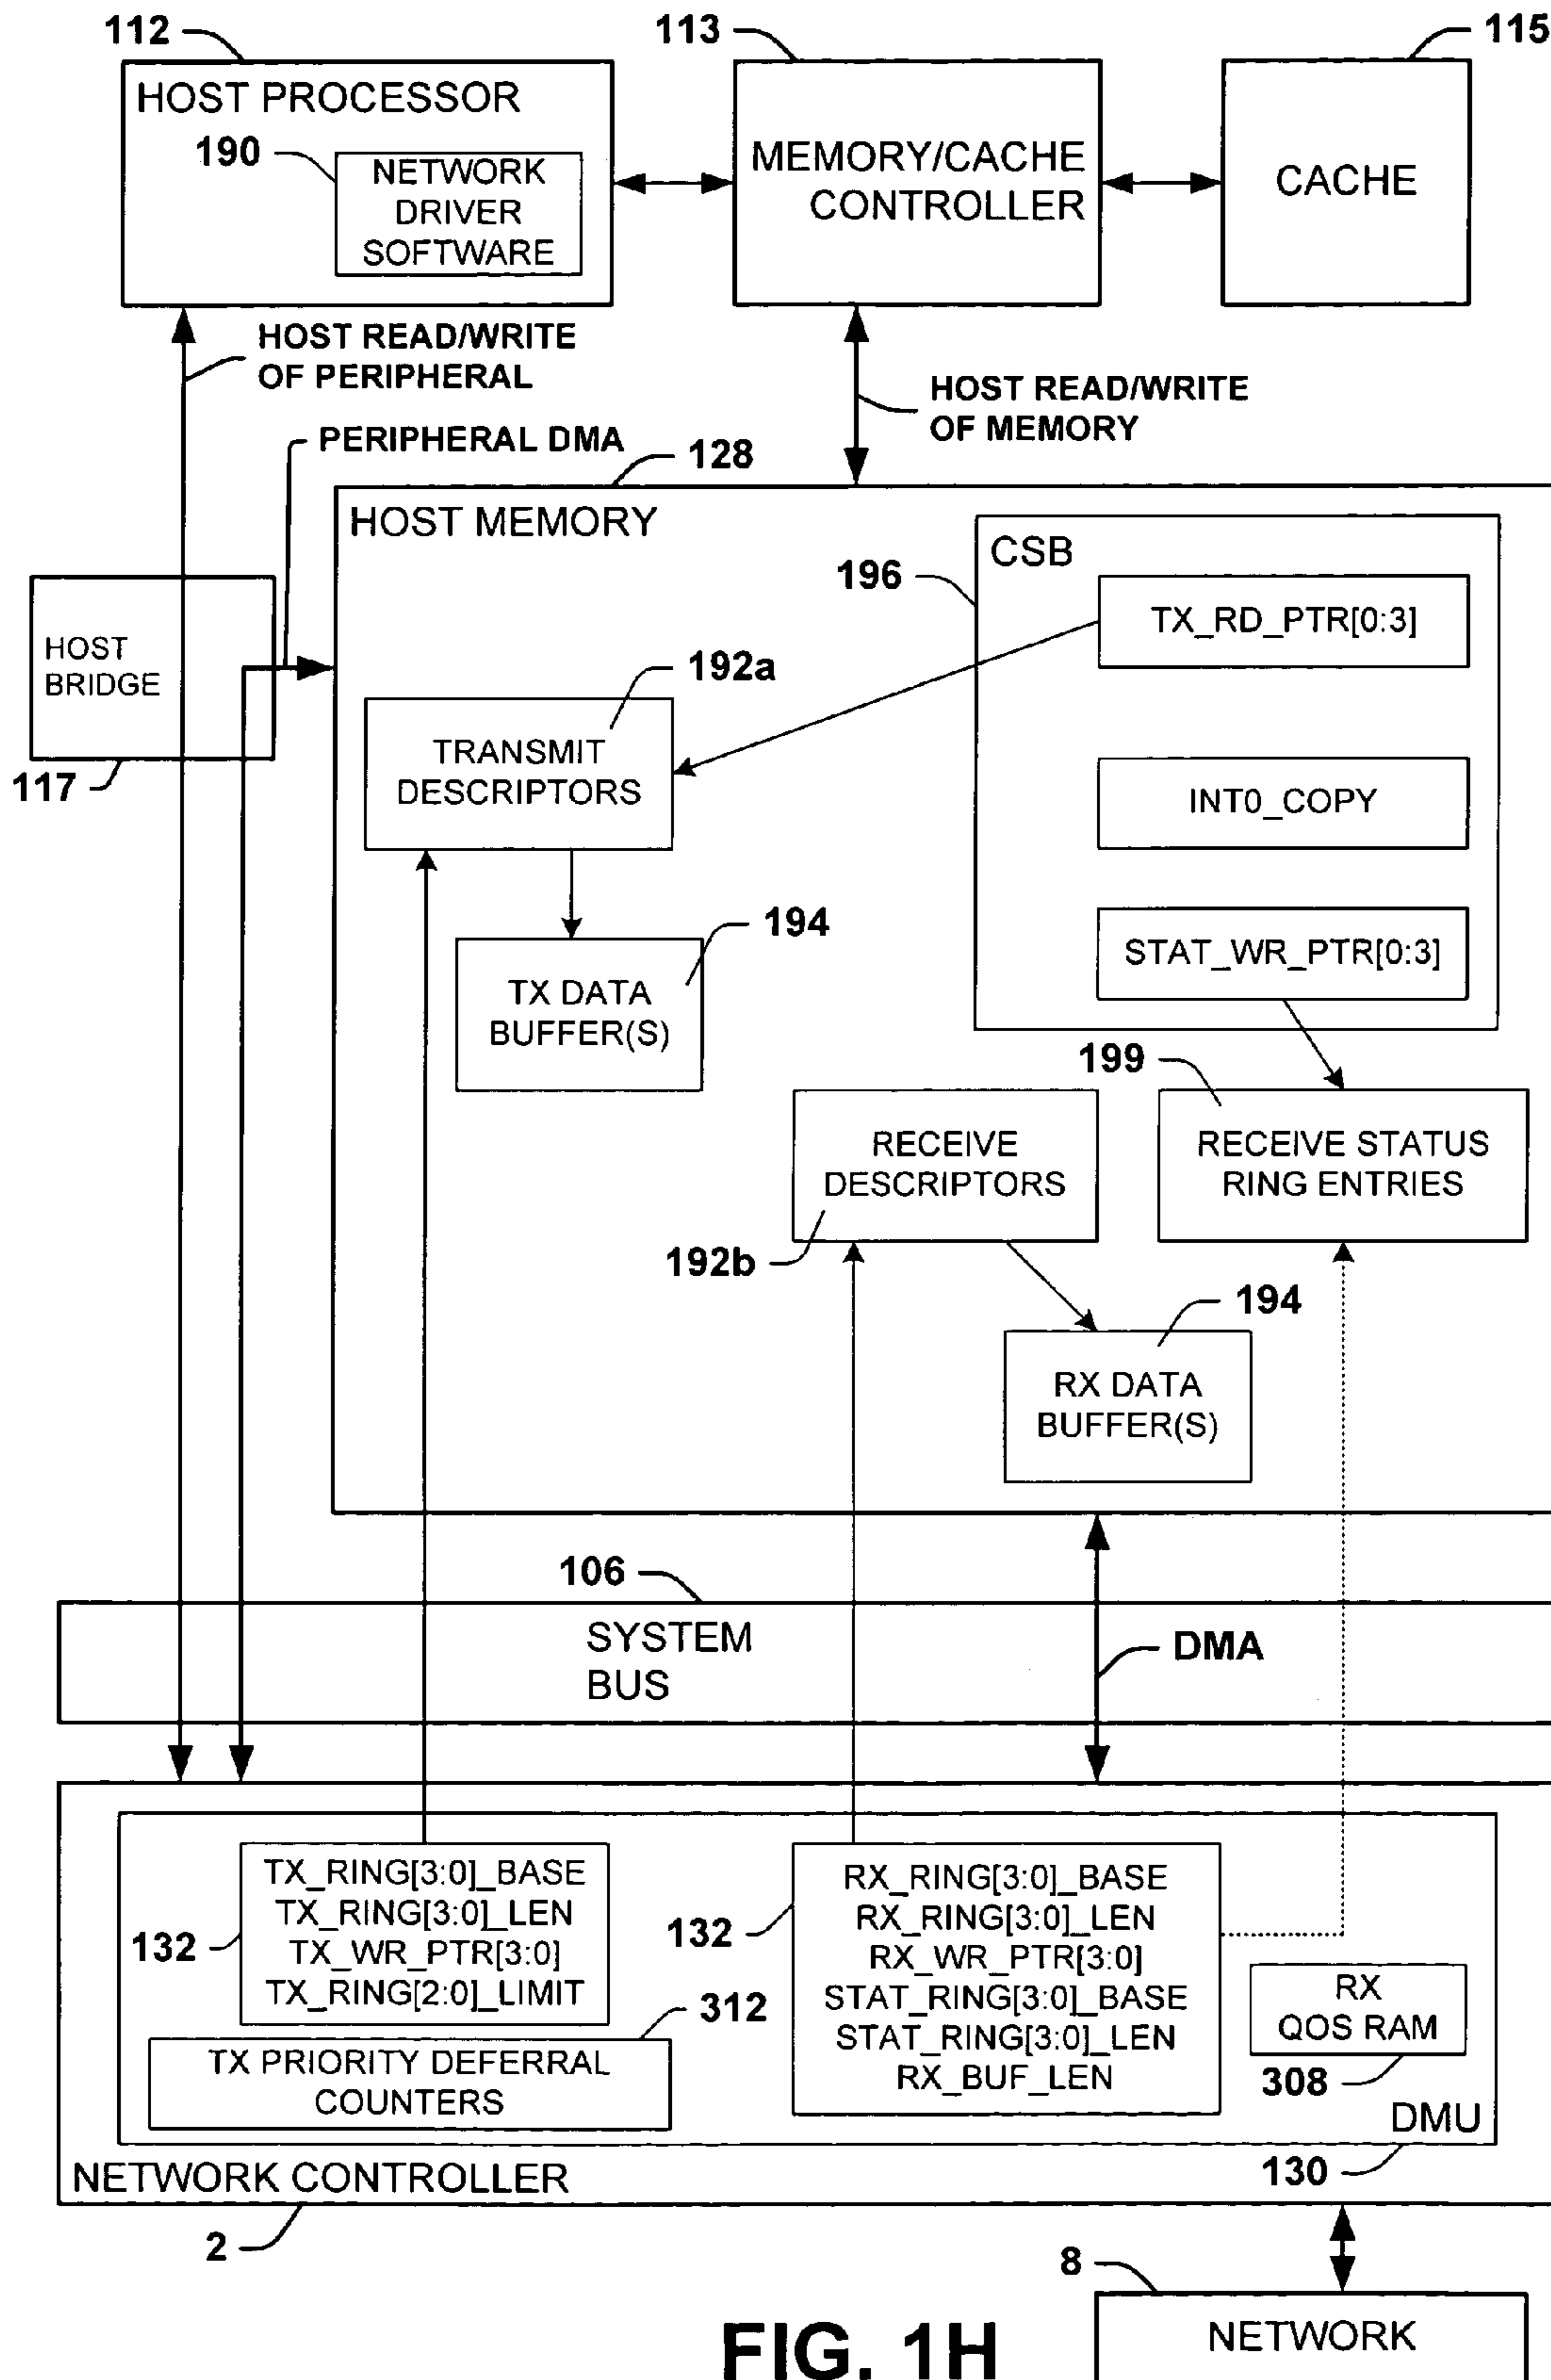 112
113
115
HOST PROCESSOR
190
NETWORK
DRIVER
SOFTWARE
MEMORY/CACHE
CONTROLLER
CACHE
HOST READ/WRITE
OF PERIPHERAL
HOST READ/WRITE
OF MEMORY
PERIPHERAL DMA
128
HOST MEMORY
CSB
196
TX_RD_PTR[0:3]
HOST
BRIDGE
117
192a
TRANSMIT
DESCRIPTORS
INT0_COPY
194
TX DATA
BUFFER(S)
STAT_WR_PTR[0:3]
199
RECEIVE
DESCRIPTORS
192b
RECEIVE STATUS
RING ENTRIES
194
RX DATA
BUFFER(S)
106
SYSTEM
BUS
DMA
TX_RING[3:0]_BASE
TX_RING[3:0]_LEN
TX_WR_PTR[3:0]
TX_RING[2:0]_LIMIT
132
312
TX PRIORITY DEFERRAL
COUNTERS
132
RX_RING[3:0]_BASE
RX_RING[3:0]_LEN
RX_WR_PTR[3:0]
STAT_RING[3:0]_BASE
STAT_RING[3:0]_LEN
RX_BUF_LEN
RX
QOS RAM
308
DMU
130
NETWORK CONTROLLER
2
8
NETWORK
FIG. 1H